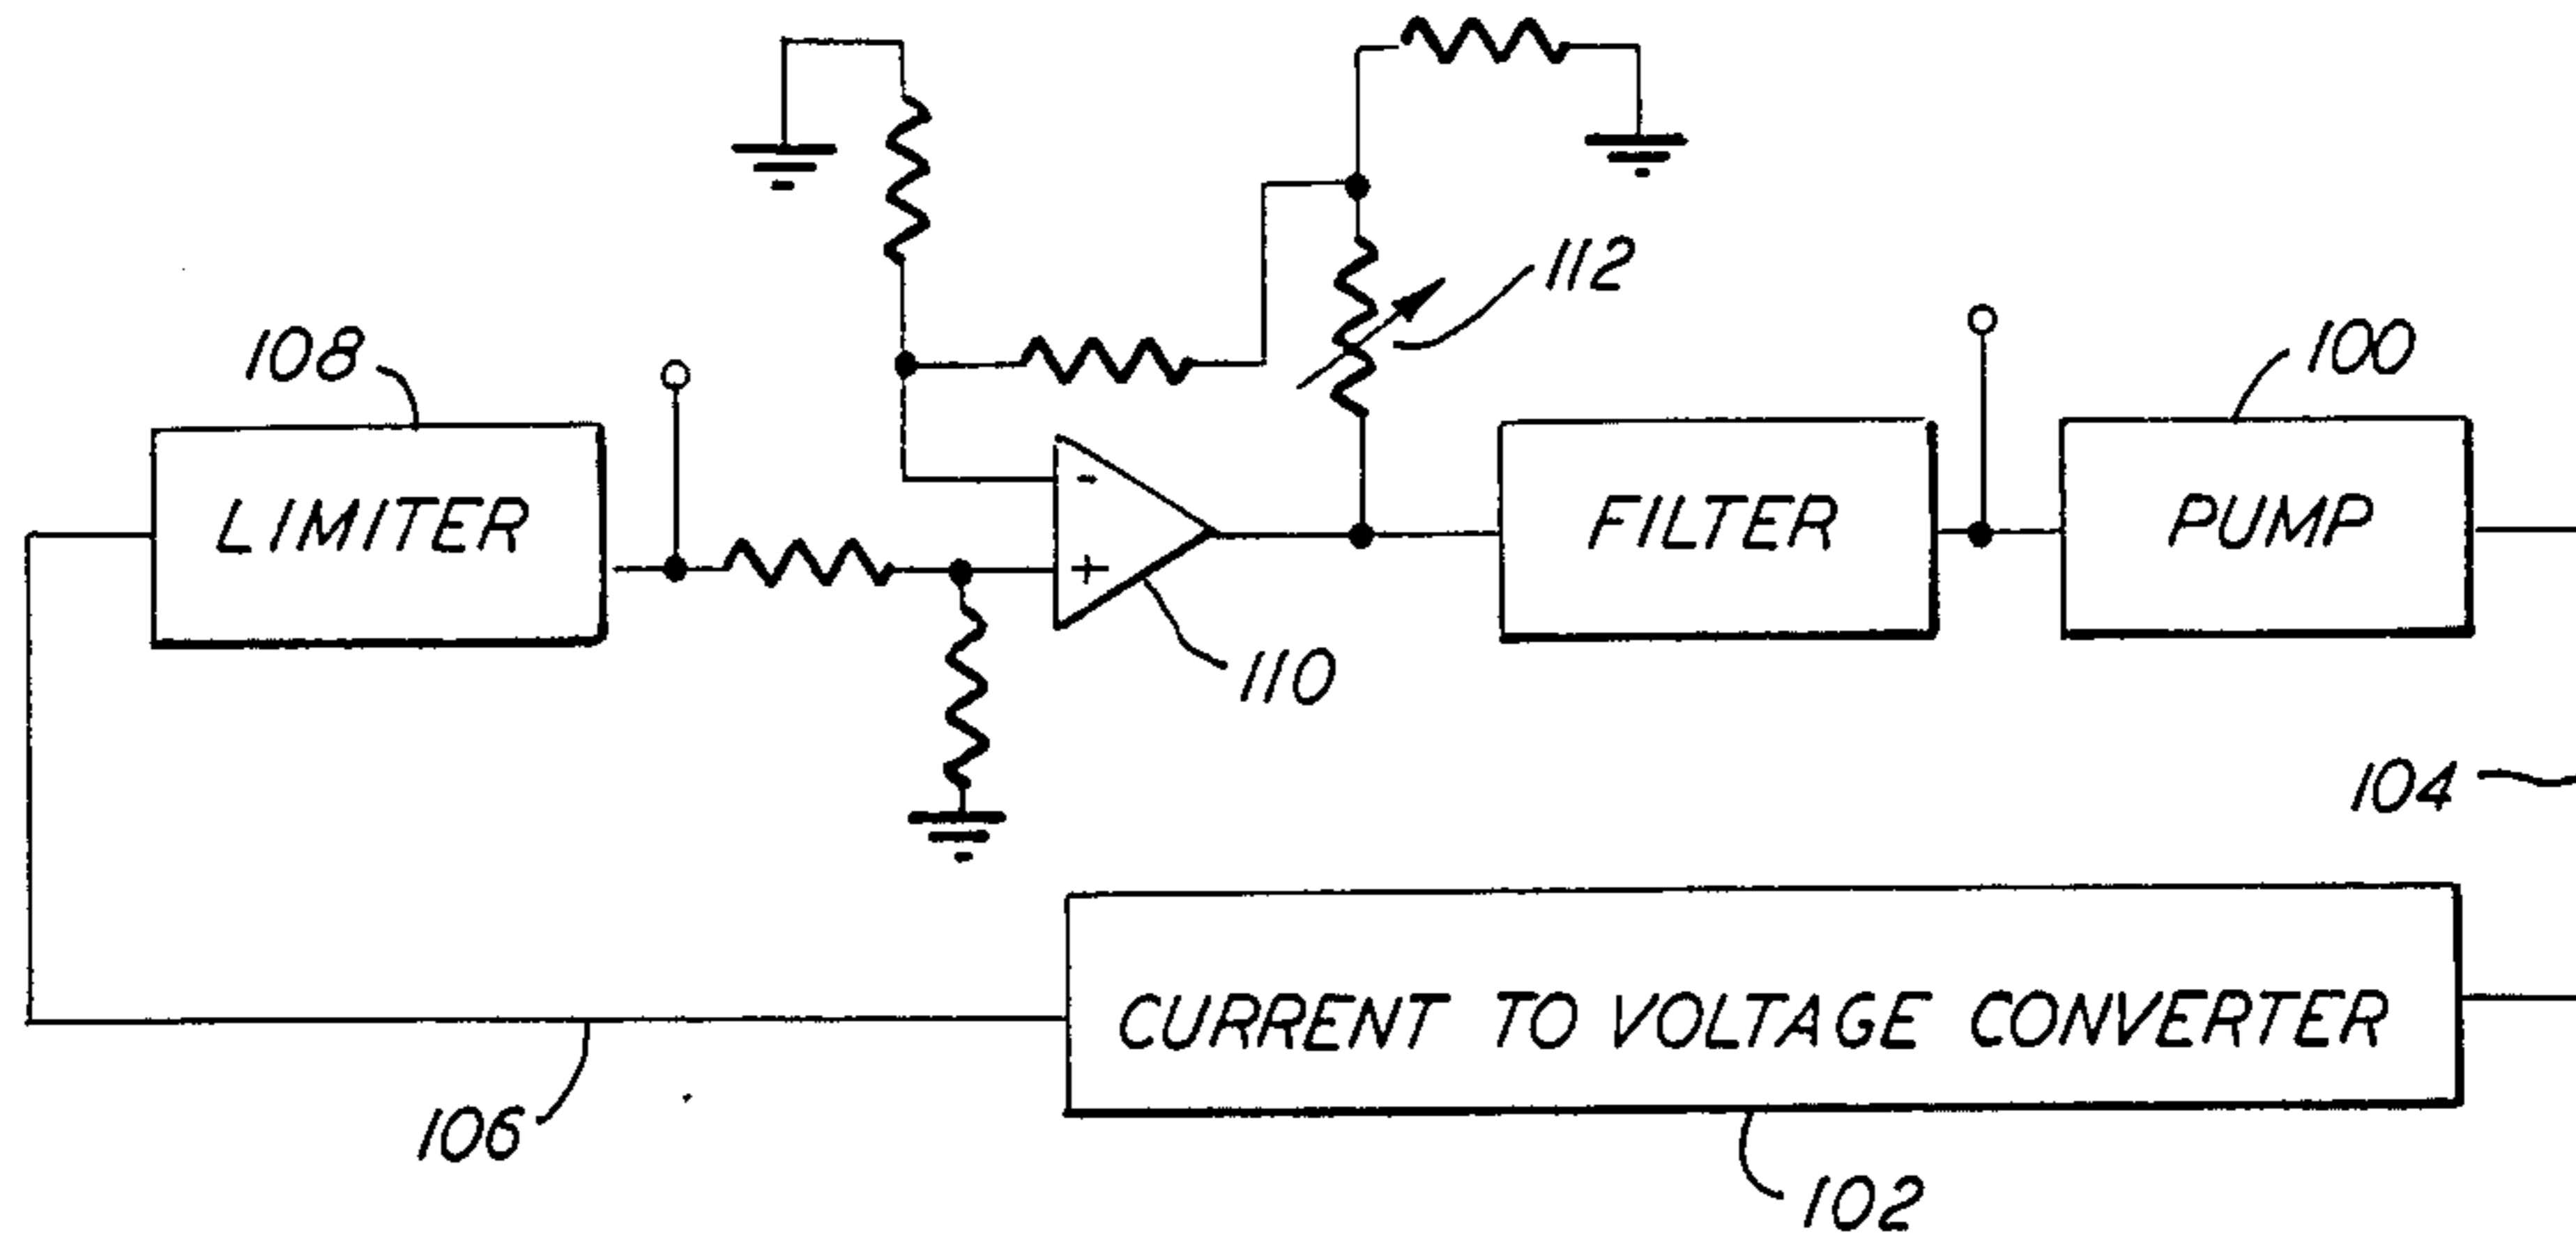 112
108
100
LIMITER
-
+
FILTER
PUMP
110
104
CURRENT TO VOLTAGE CONVERTER
106
102